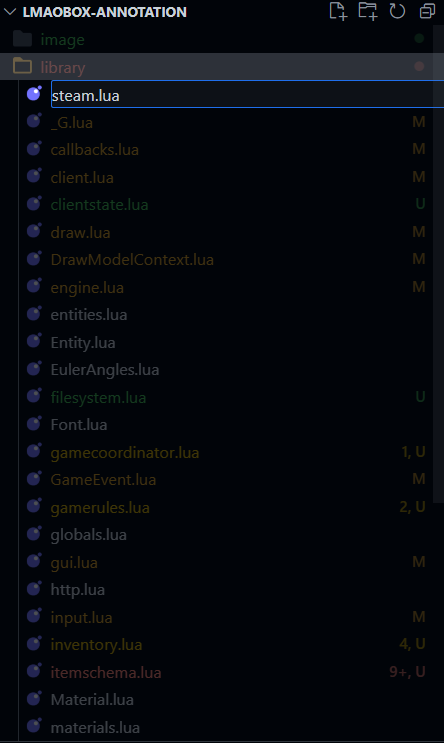 LMAOBOX-ANNOTATION
image
library
steam.lua
_G.lua M
callbacks.lua M
client.lua M
clientstate.lua U
draw.lua M
DrawModelContext.lua M
engine.lua M
entities.lua
Entity.lua
EulerAngles.lua
filesystem.lua U
Font.lua
gamecoordinator.lua 1, U
GameEvent.lua M
gamerules.lua 2, U
globals.lua
gui.lua M
http.lua
input.lua M
inventory.lua 4, U
itemschema.lua 9+, U
Material.lua
materials.lua